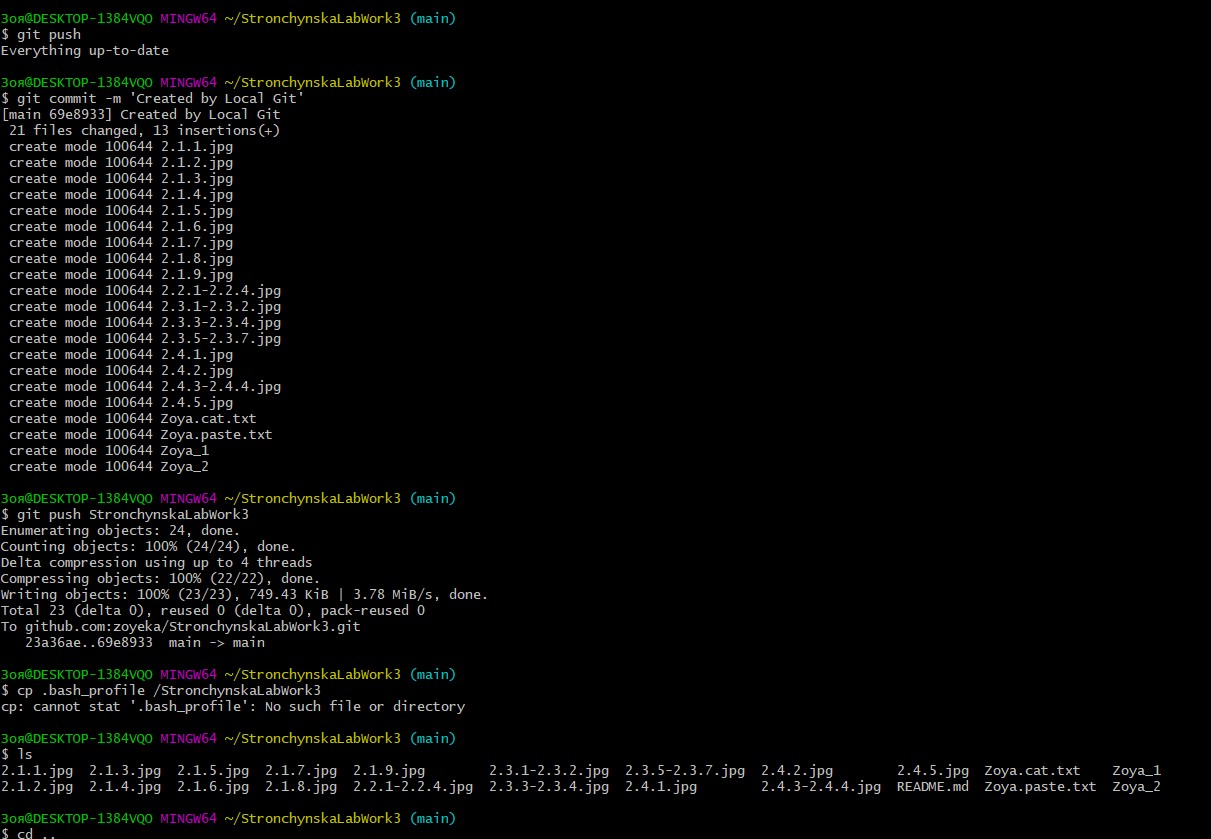 Зоя@DESKTOP-1384VQO MINGW64 ~/StronchynskaLabWork3 (main)
$ git push
Everything up-to-date
Зоя@DESKTOP-1384VQO MINGW64 ~/StronchynskaLabWork3 (main)
$ git commit -m 'Created by Local Git'
[main 69e8933] Created by Local Git
21 files changed, 13 insertions(+)
create mode 100644 2.1.1.jpg
create mode 100644 2.1.2.jpg
create mode 100644 2.1.3.jpg
create mode 100644 2.1.4.jpg
create mode 100644 2.1.5.jpg
create mode 100644 2.1.6.jpg
create mode 100644 2.1.7.jpg
create mode 100644 2.1.8.jpg
create mode 100644 2.1.9.jpg
create mode 100644 2.2.1-2.2.4.jpg
create mode 100644 2.3.1-2.3.2.jpg
create mode 100644 2.3.3-2.3.4.jpg
create mode 100644 2.3.5-2.3.7.jpg
create mode 100644 2.4.1.jpg
create mode 100644 2.4.2.jpg
create mode 100644 2.4.3-2.4.4.jpg
create mode 100644 2.4.5.jpg
create mode 100644 Zoya.cat.txt
create mode 100644 Zoya.paste.txt
create mode 100644 Zoya_1
create mode 100644 Zoya_2
Зоя@DESKTOP-1384VQO MINGW64 ~/StronchynskaLabWork3 (main)
$ git push StronchynskaLabWork3
Enumerating objects: 24, done.
Counting objects: 100% (24/24), done.
Delta compression using up to 4 threads
Compressing objects: 100% (22/22), done.
Writing objects: 100% (23/23), 749.43 KiB | 3.78 MiB/s, done.
Total 23 (delta 0), reused 0 (delta 0), pack-reused 0
To github.com:zoyeka/StronchynskaLabWork3.git
23a36ae..69e8933  main -> main
Зоя@DESKTOP-1384VQO MINGW64 ~/StronchynskaLabWork3 (main)
$ cp .bash_profile /StronchynskaLabWork3
cp: cannot stat '.bash_profile': No such file or directory
Зоя@DESKTOP-1384VQO MINGW64 ~/StronchynskaLabWork3 (main)
$ ls
2.1.1.jpg  2.1.3.jpg  2.1.5.jpg  2.1.7.jpg  2.1.9.jpg  2.3.1-2.3.2.jpg  2.3.5-2.3.7.jpg  2.4.2.jpg  2.4.5.jpg  Zoya.cat.txt  Zoya_1
2.1.2.jpg  2.1.4.jpg  2.1.6.jpg  2.1.8.jpg  2.2.1-2.2.4.jpg  2.3.3-2.3.4.jpg  2.4.1.jpg  2.4.3-2.4.4.jpg  README.md  Zoya.paste.txt  Zoya_2
Зоя@DESKTOP-1384VQO MINGW64 ~/StronchynskaLabWork3 (main)
$ cd ..